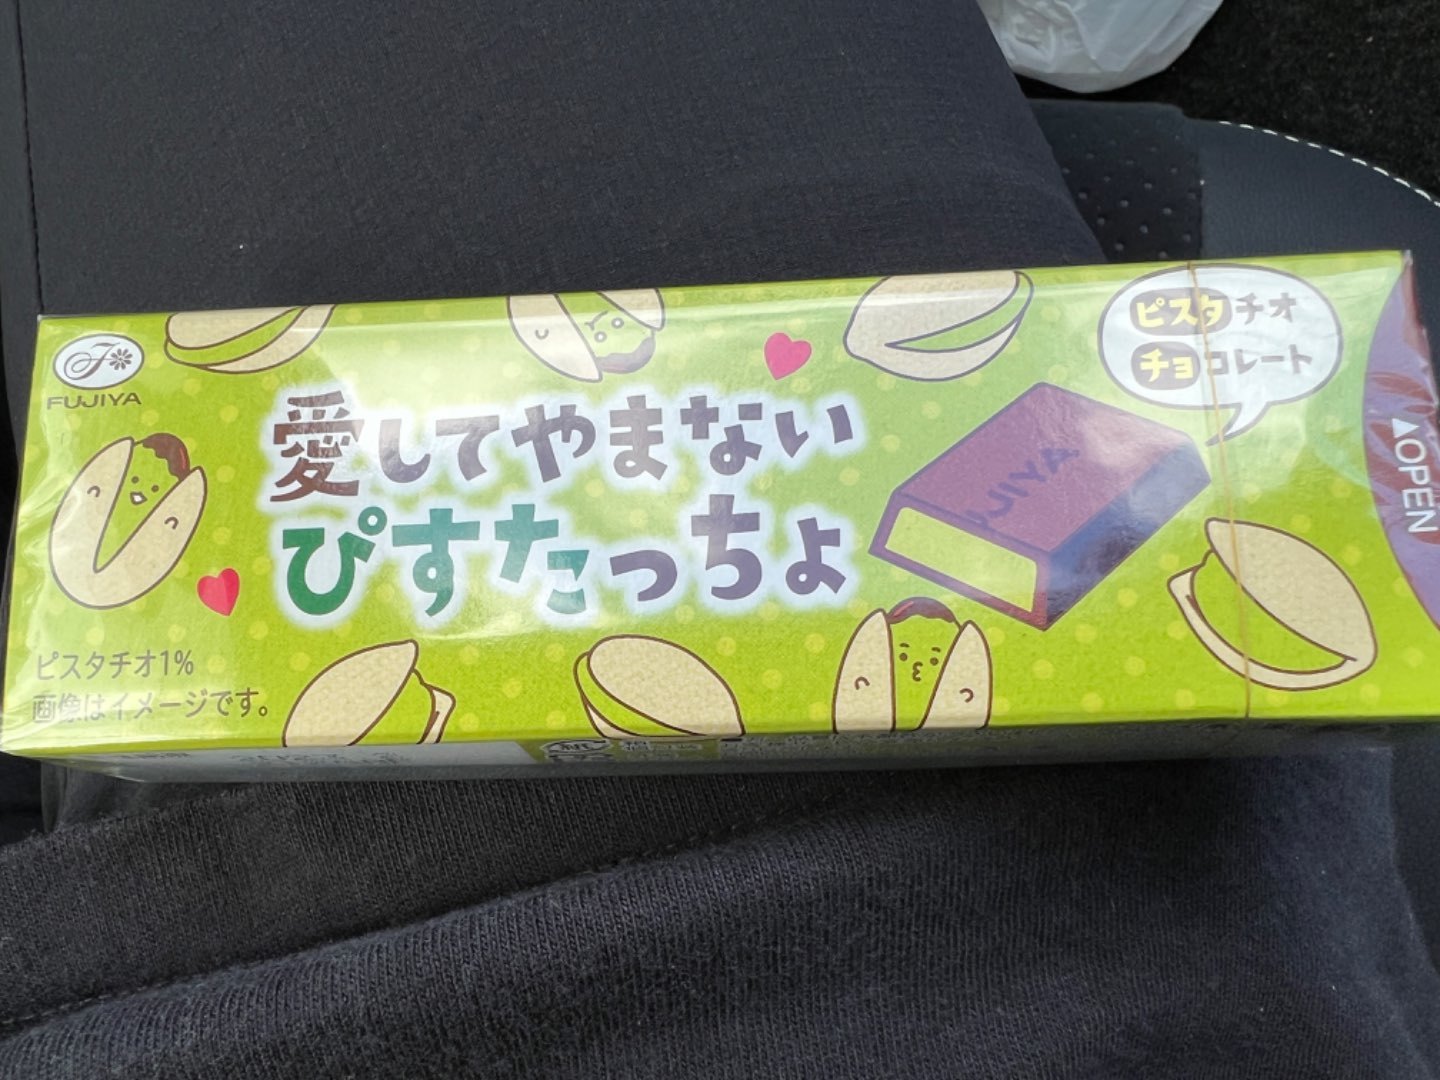 FUJIYA
愛してやまない
ぴすたっちょ
ピスタチオ
チョコレート
UJIYA
OPEN
ピスタチオ1%
画像はイメージです。